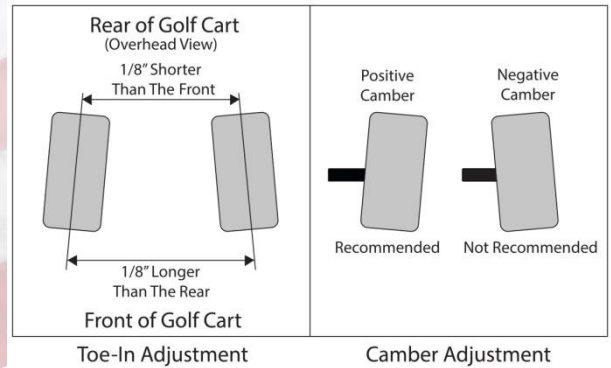 Rear of Golf Cart
(Overhead View)
1/8" Shorter
Than The Front
1/8" Longer
Than The Rear
Front of Golf Cart
Toe-In Adjustment
Positive
Camber
Negative
Camber
Recommended
Not Recommended
Camber Adjustment